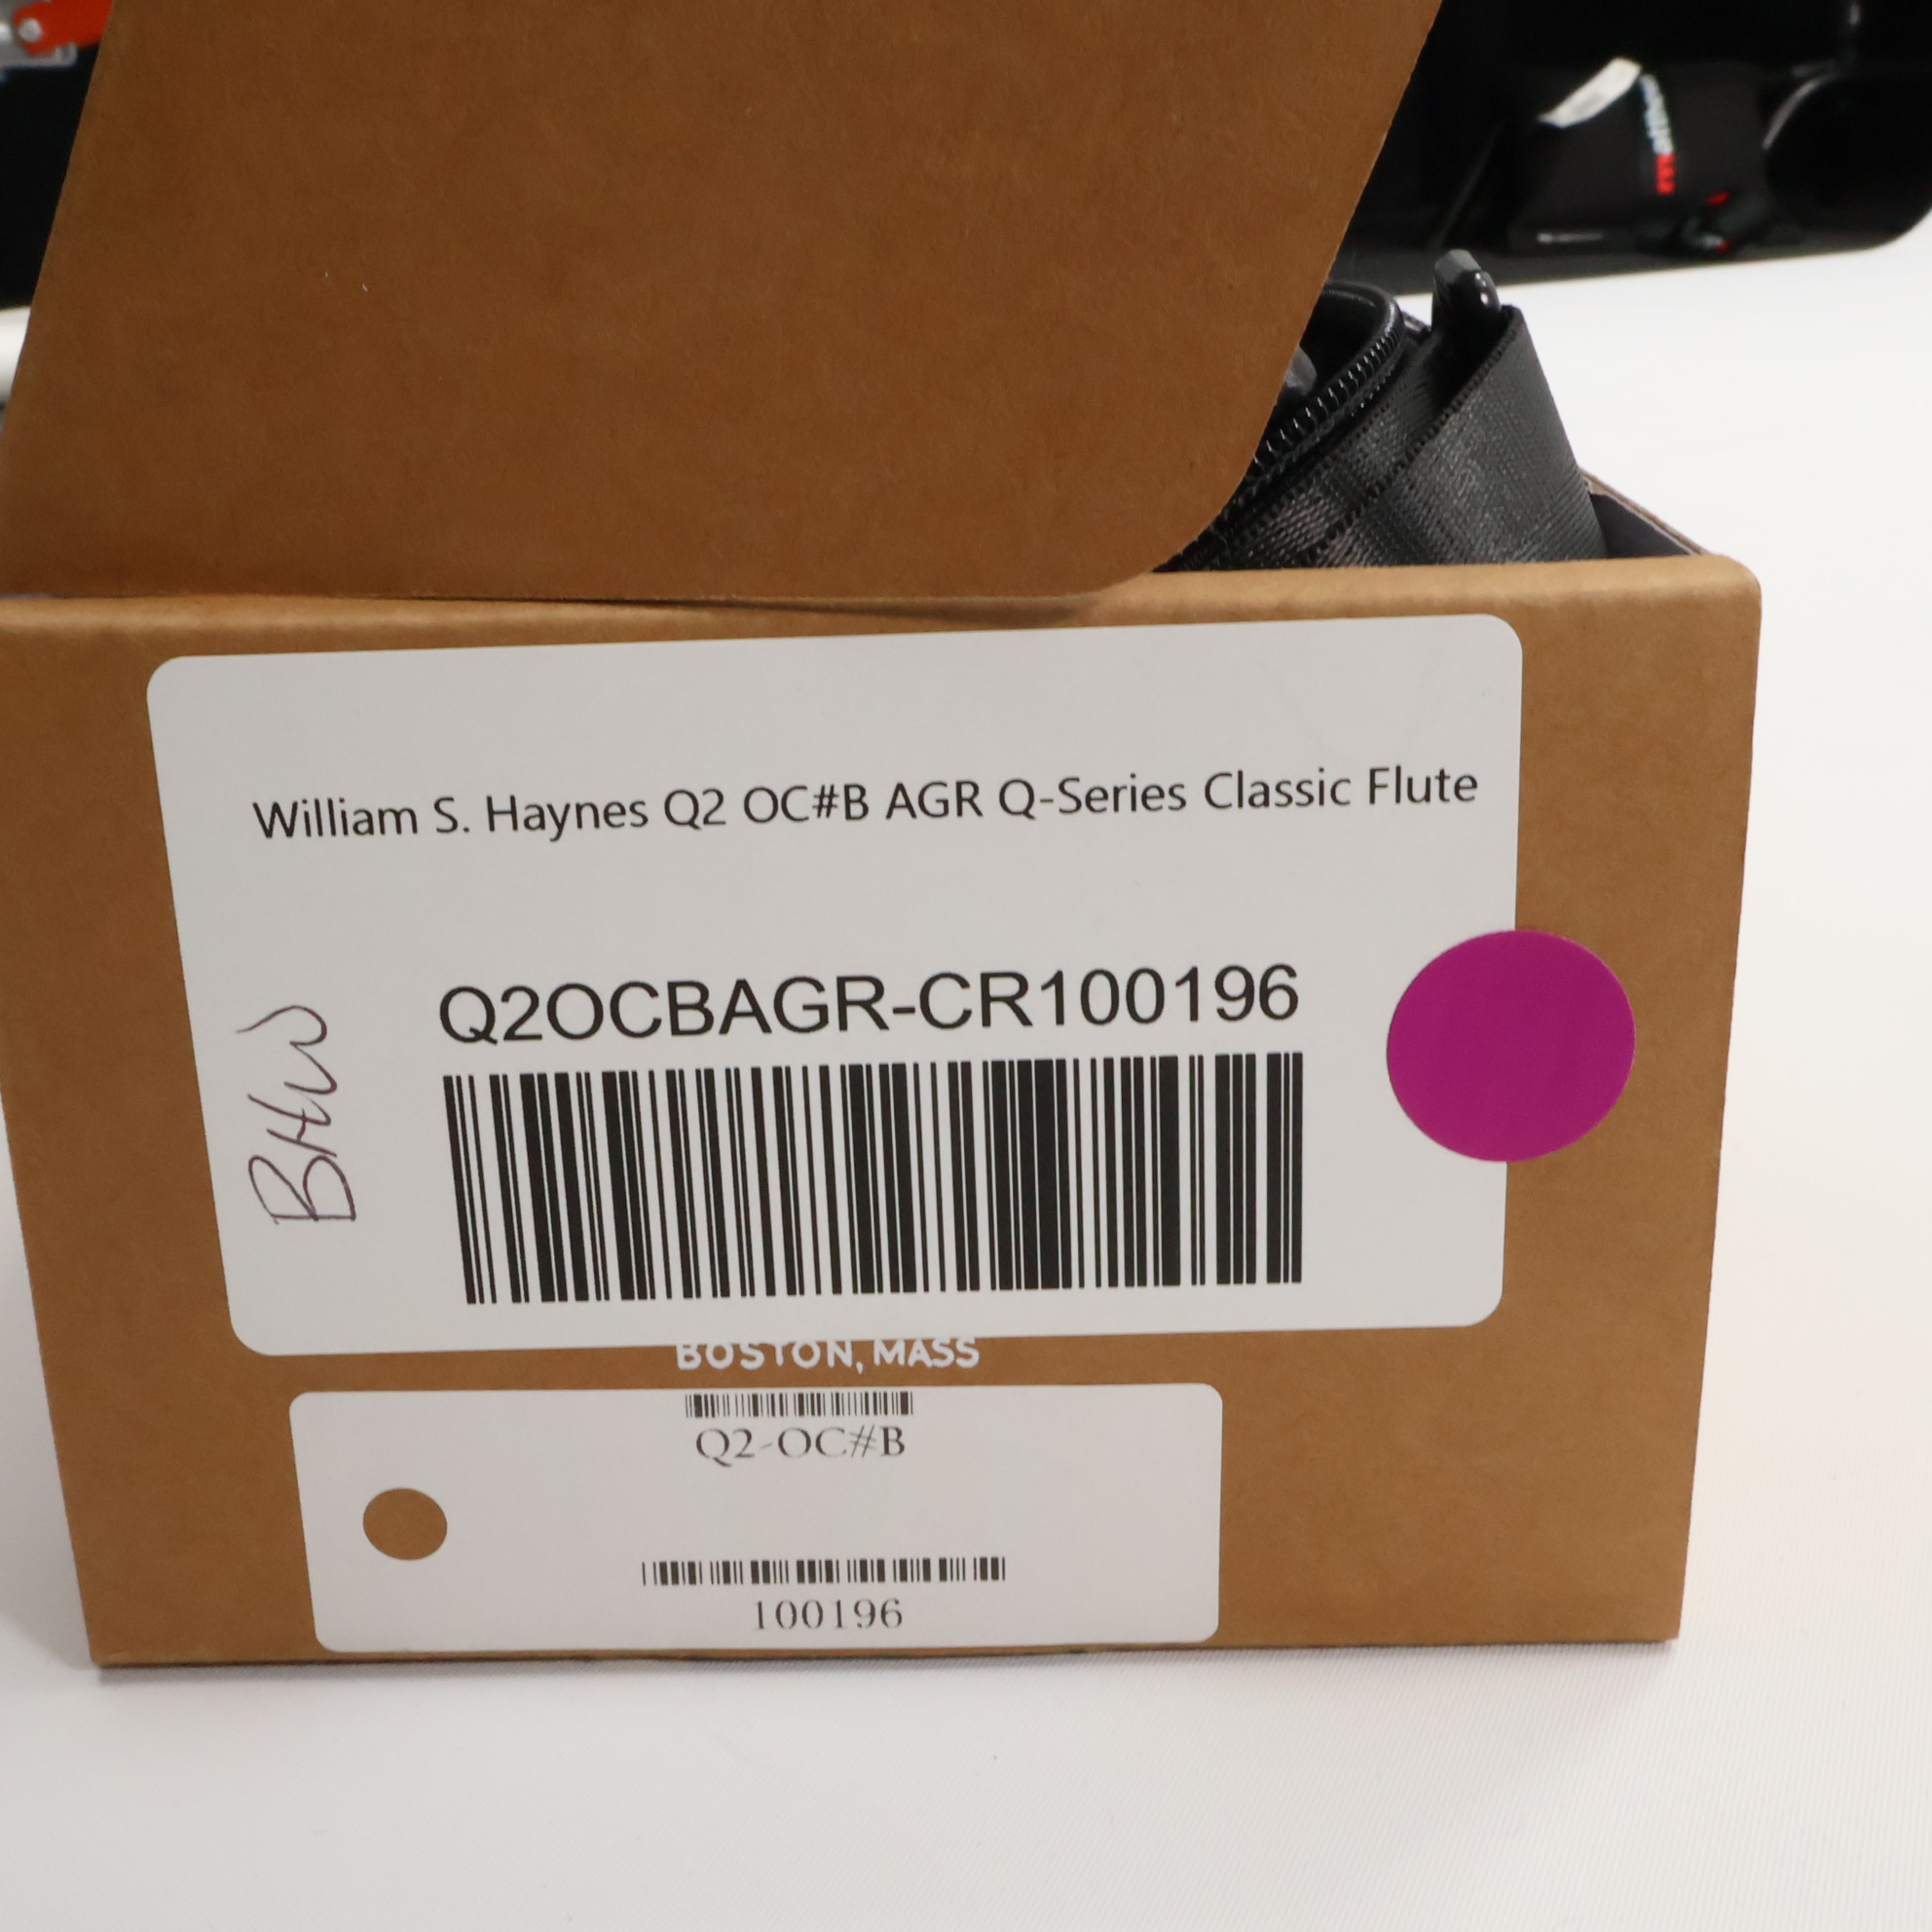 William S. Haynes Q2 OC#B AGR Q-Series Classic Flute
Q2OCBAGR-CR100196
BHW
BOSTON, MASS
Q2-OC#B
100196